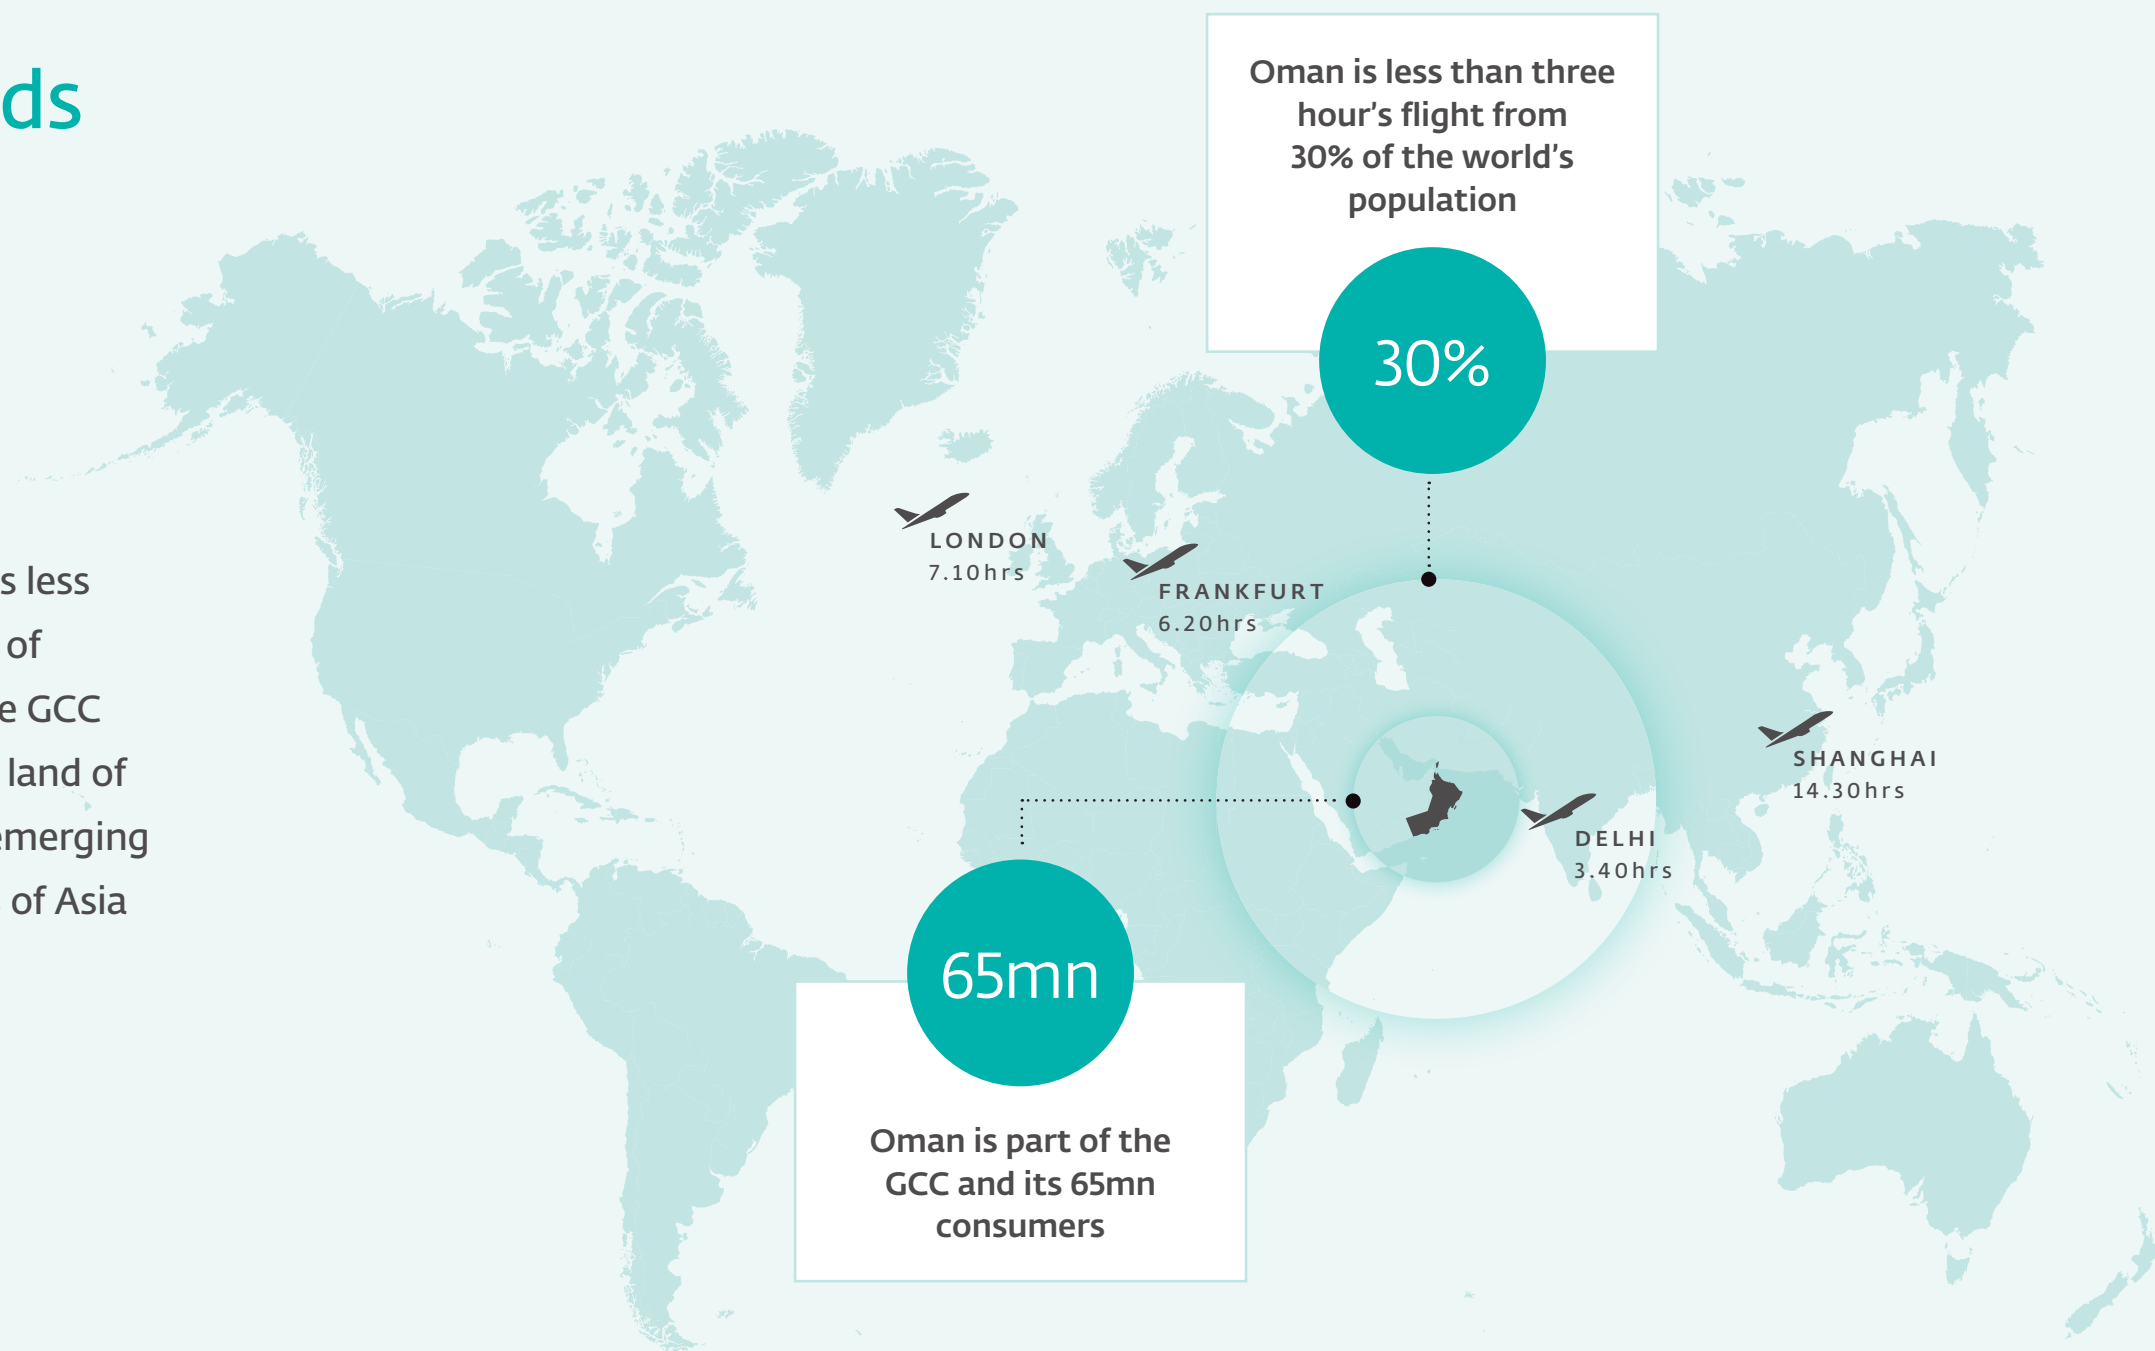 ds
s less
of
e GCC
land of
emerging
of Asia
Oman is less than three
hour's flight from
30% of the world's
population
30%
LONDON
7.10hrs
FRANKFURT
6.20hrs
SHANGHAI
14.30hrs
DELHI
3.40hrs
65mn
Oman is part of the
GCC and its 65mn
consumers